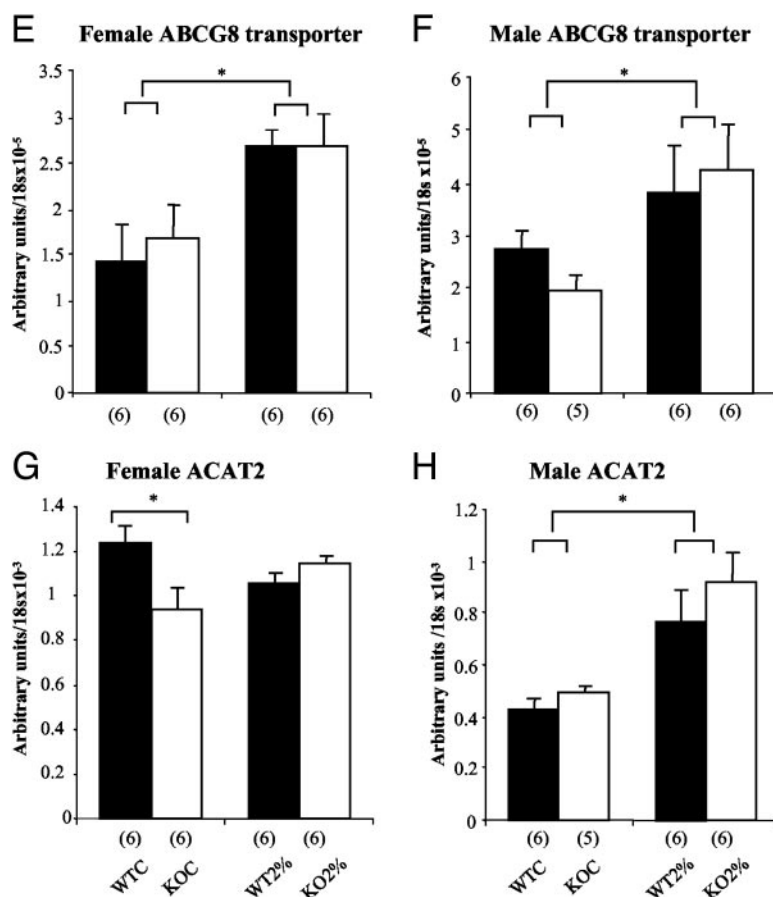 E Female ABCG8 transporter
Arbitrary units/18sx10-5
3.5
3
2.5
2
1.5
1
0.5
0
*
(6) (6) (6) (6)
F Male ABCG8 transporter
Arbitrary units/18s x10-5
6
5
4
3
2
1
0
*
(6) (5) (6) (6)
G Female ACAT2
Arbitrary units/18sx10-3
1.4
1.2
1
0.8
0.6
0.4
0.2
0
*
(6) (6) (6) (6)
WTC KOC WT2% KO2%
H Male ACAT2
Arbitrary units /18s x10-3
1.2
1
0.8
0.6
0.4
0.2
0
*
(6) (5) (6) (6)
WTC KOC WT2% KO2%